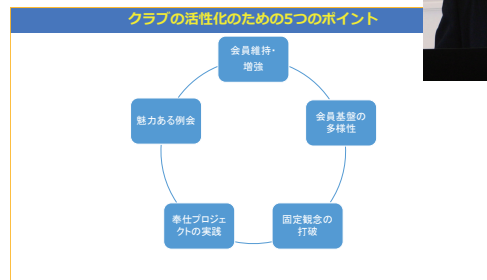 クラブの活性化のための5つのポイント
会員維持・
増強
会員基盤の
多様性
固定観念の
打破
奉仕プロジェ
クトの実践
魅力ある例会